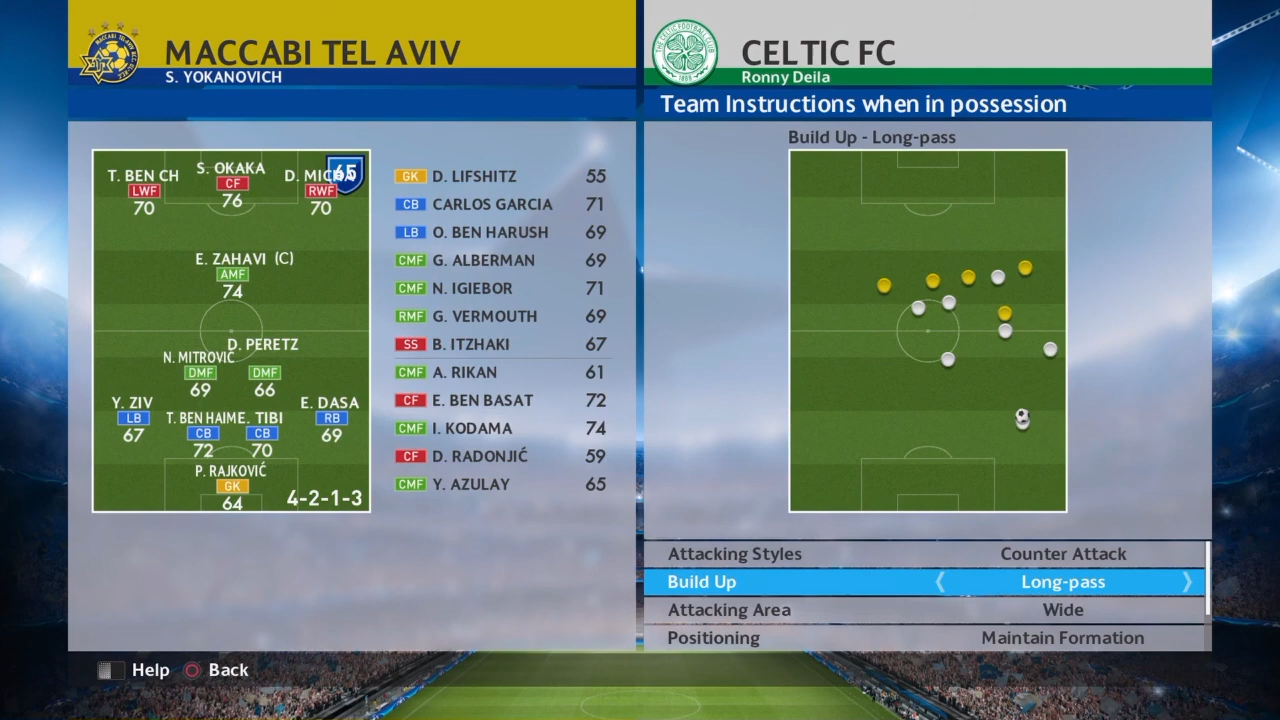 MACCABI TEL AVIV
S. YOKANOVICH
CELTIC FC
Ronny Deila
Team Instructions when in possession
Build Up - Long-pass
65
T. BEN CH
LWF
70
S. OKAKA
CF
76
RWF
70
E. ZAHAVI (C)
AMF
74
N. MITROVIĆ
DMF
69
D. PERETZ
DMF
66
Y. ZIV
LB
67
T. BEN HAIM
CB
72
E. TIBI
CB
70
E. DASA
RB
69
P. RAJKOVIĆ
GK
64
4-2-1-3
GK D. LIFSHITZ 55
CB CARLOS GARCIA 71
LB O. BEN HARUSH 69
CMF G. ALBERMAN 69
CMF N. IGIEBOR 71
RMF G. VERMOUTH 69
SS B. ITZHAKI 67
CMF A. RIKAN 61
CF E. BEN BASAT 72
CMF I. KODAMA 74
CF D. RADONJIĆ 59
CMF Y. AZULAY 65
Attacking Styles Counter Attack
Build Up Long-pass
Attacking Area Wide
Positioning Maintain Formation
Help Back